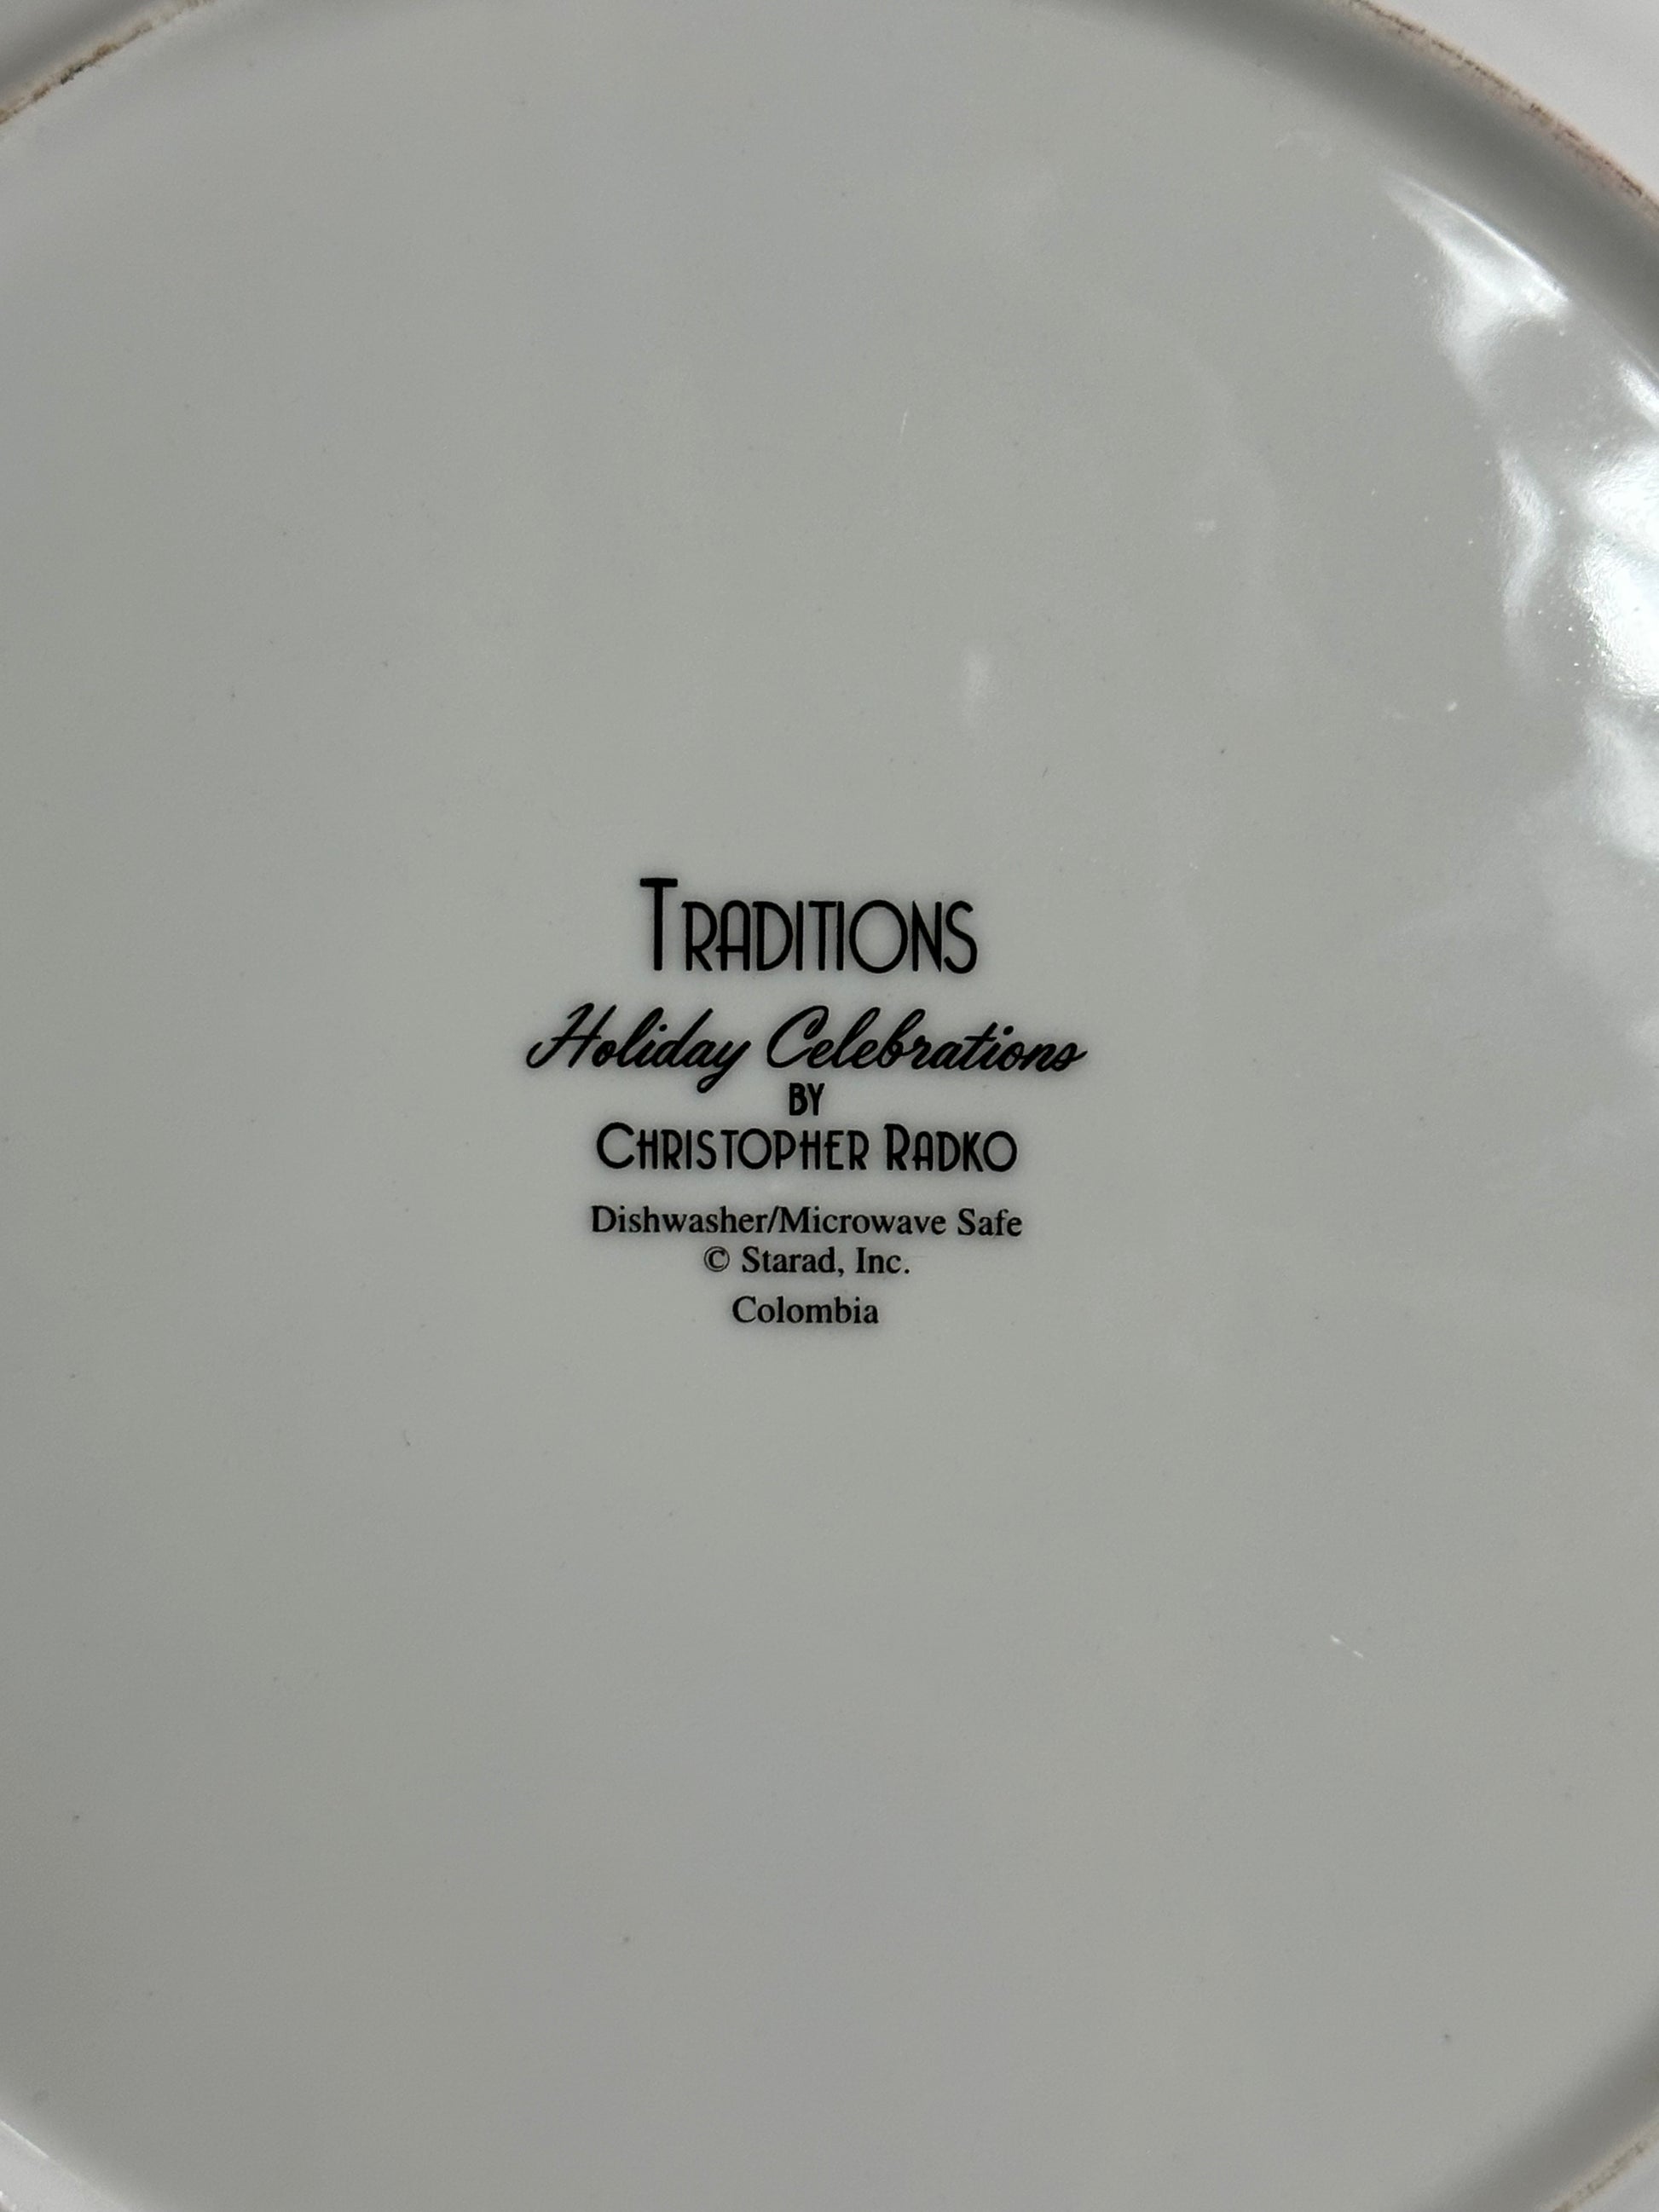 TRADITIONS
Holiday Celebrations
BY
CHRISTOPHER RADKO
Dishwasher/Microwave Safe
© Starad, Inc.
Colombia